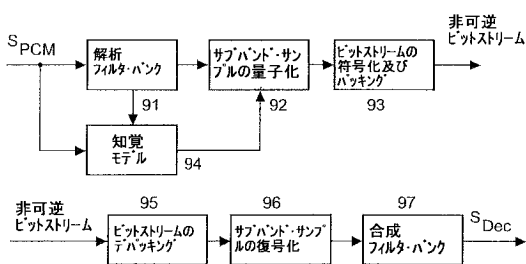 S_PCM
解析
フィルタ・バンク
91
サブバンド・サン
プルの量子化
92
ビットストリームの
符号化及び
パッキング
93
非可逆
ビットストリーム
知覚
モデル
94
非可逆
ビットストリーム
95
ビットストリームの
デパッキング
96
サブバンド・サンプ
ルの復号化
97
合成
フィルタ・バンク
S_Dec